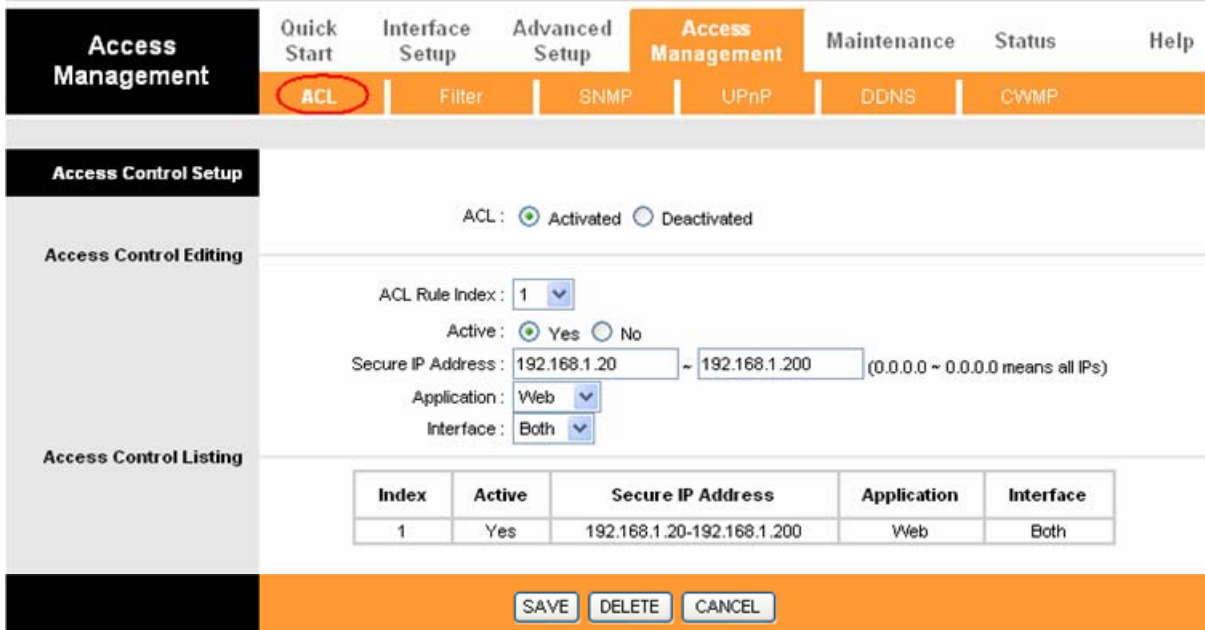 Access Management
Quick Start
Interface Setup
Advanced Setup
Access Management
Maintenance
Status
Help
ACL
Filter
SNMP
UPnP
DDNS
CWMP
Access Control Setup
ACL : Activated Deactivated
Access Control Editing
ACL Rule Index : 1
Active : Yes No
Secure IP Address : 192.168.1.20 ~ 192.168.1.200 (0.0.0.0 ~ 0.0.0.0 means all IPs)
Application : Web
Interface : Both
Access Control Listing
Index Active Secure IP Address Application Interface
1 Yes 192.168.1.20-192.168.1.200 Web Both
SAVE DELETE CANCEL